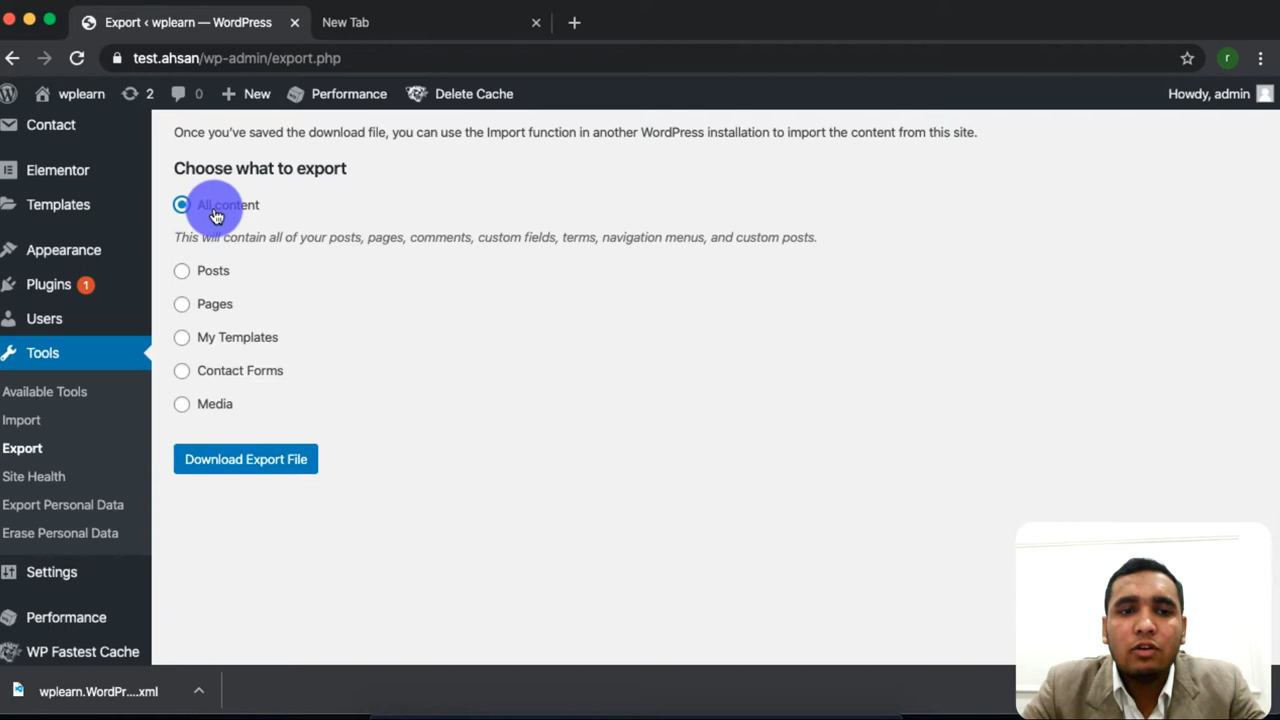 Export ‹ wplearn — WordPress
New Tab
test.ahsan/wp-admin/export.php
r
wplearn
2
0
New
Performance
Delete Cache
Howdy, admin
Contact
Elementor
Templates
Appearance
Plugins 1
Users
Tools
Available Tools
Import
Export
Site Health
Export Personal Data
Erase Personal Data
Settings
Performance
WP Fastest Cache
Once you've saved the download file, you can use the Import function in another WordPress installation to import the content from this site.
Choose what to export
All content
This will contain all of your posts, pages, comments, custom fields, terms, navigation menus, and custom posts.
Posts
Pages
My Templates
Contact Forms
Media
Download Export File
wplearn.WordPr....xml